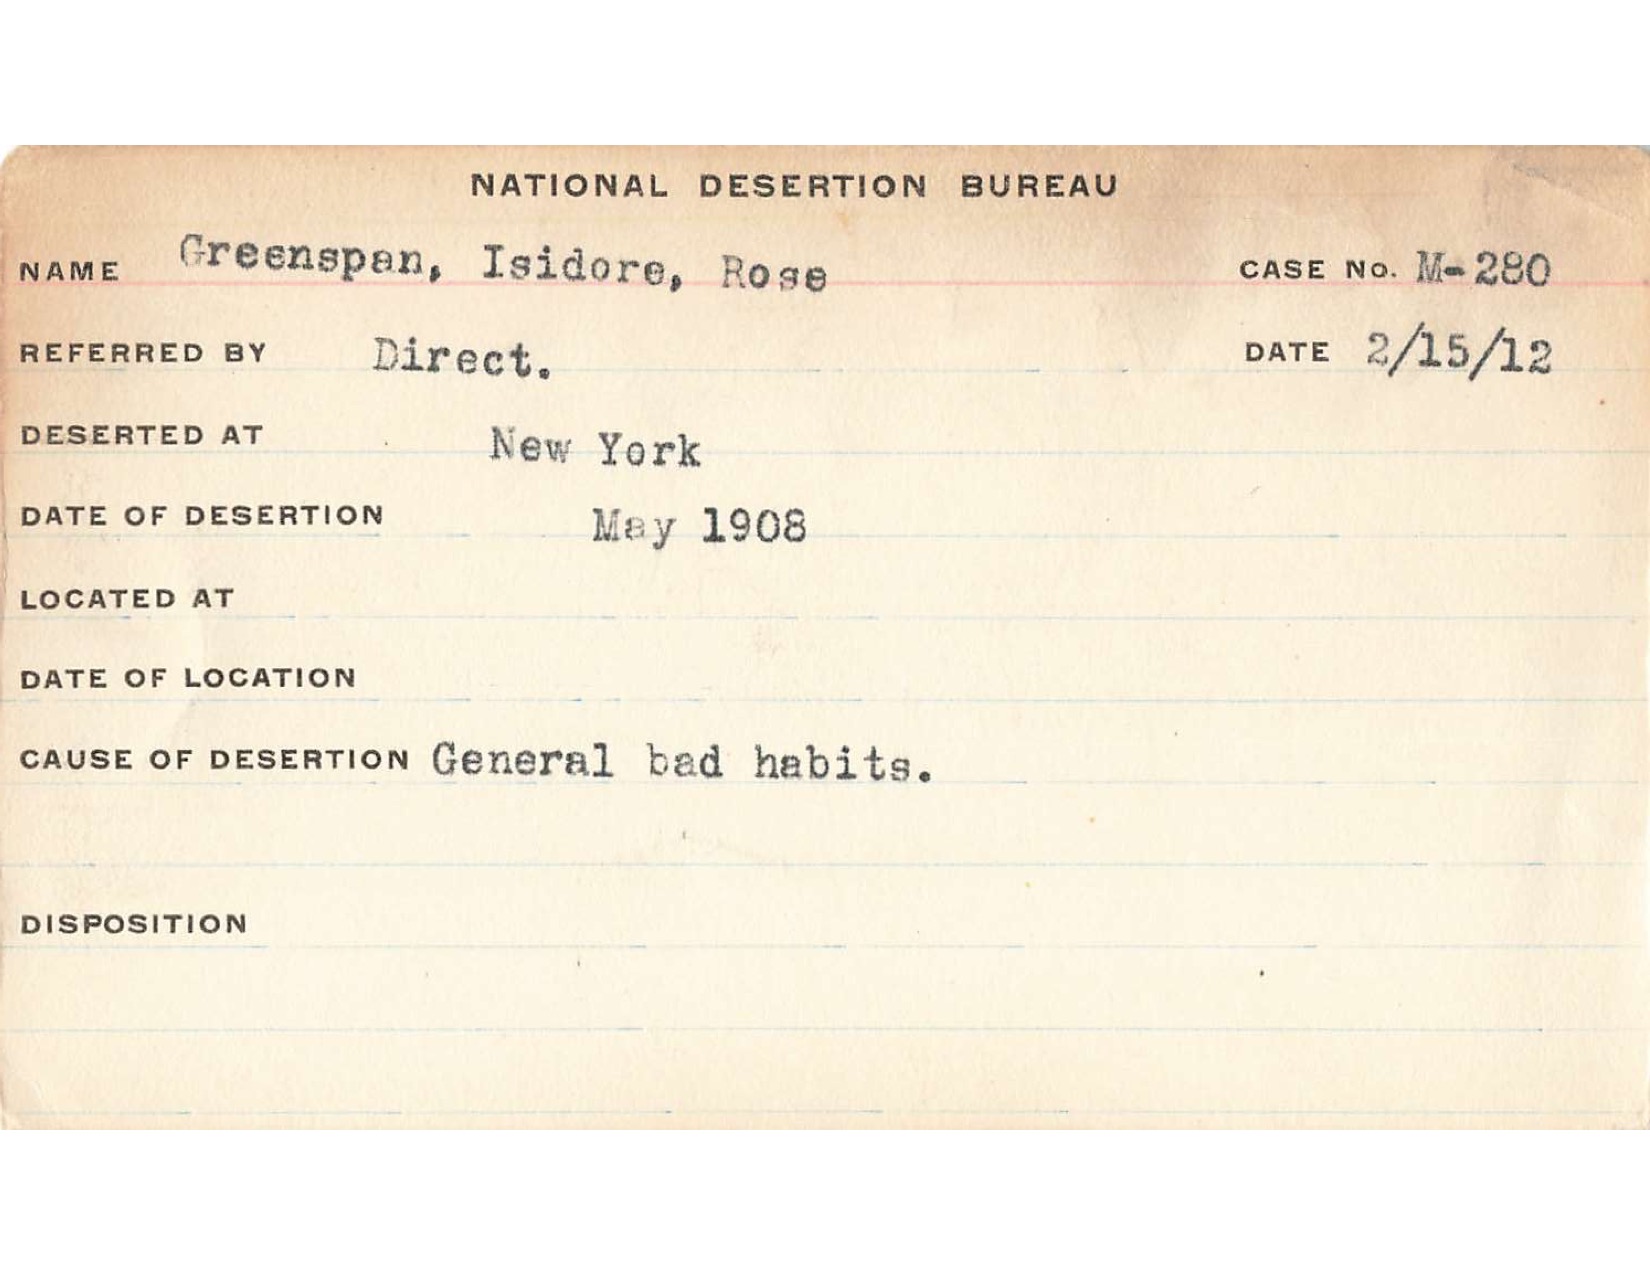 NATIONAL DESERTION BUREAU
NAME Greenspan, Isidore, Rose CASE No. M-280
REFERRED BY Direct. DATE 2/15/12
DESERTED AT New York
DATE OF DESERTION May 1908
LOCATED AT
DATE OF LOCATION
CAUSE OF DESERTION General bad habits.
DISPOSITION